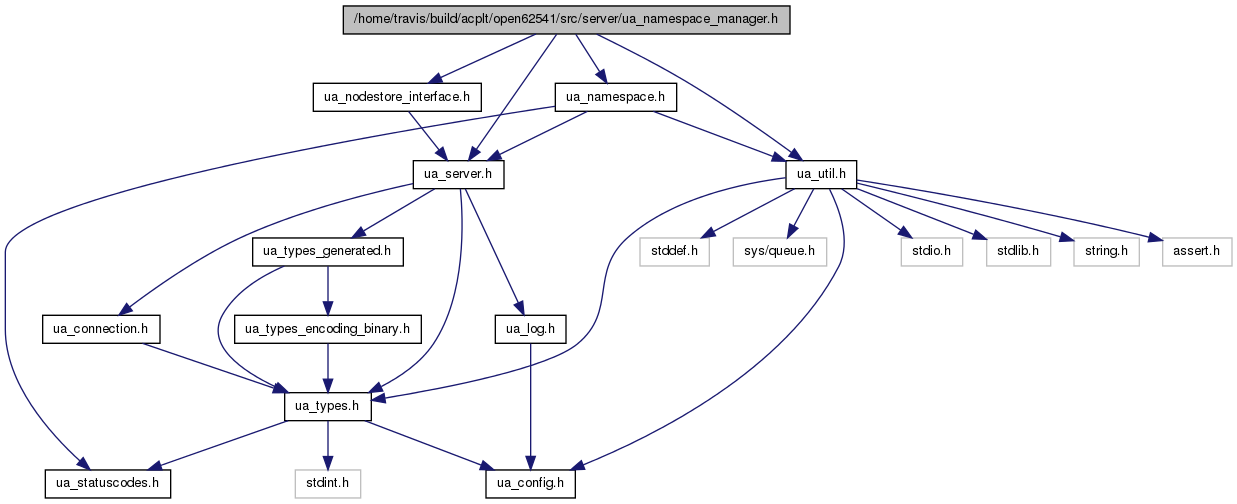 /home/travis/build/acplt/open62541/src/server/ua_namespace_manager.h
ua_nodestore_interface.h
ua_namespace.h
ua_server.h
ua_util.h
ua_types_generated.h
stddef.h
sys/queue.h
stdio.h
stdlib.h
string.h
assert.h
ua_connection.h
ua_types_encoding_binary.h
ua_log.h
ua_types.h
ua_statuscodes.h
stdint.h
ua_config.h